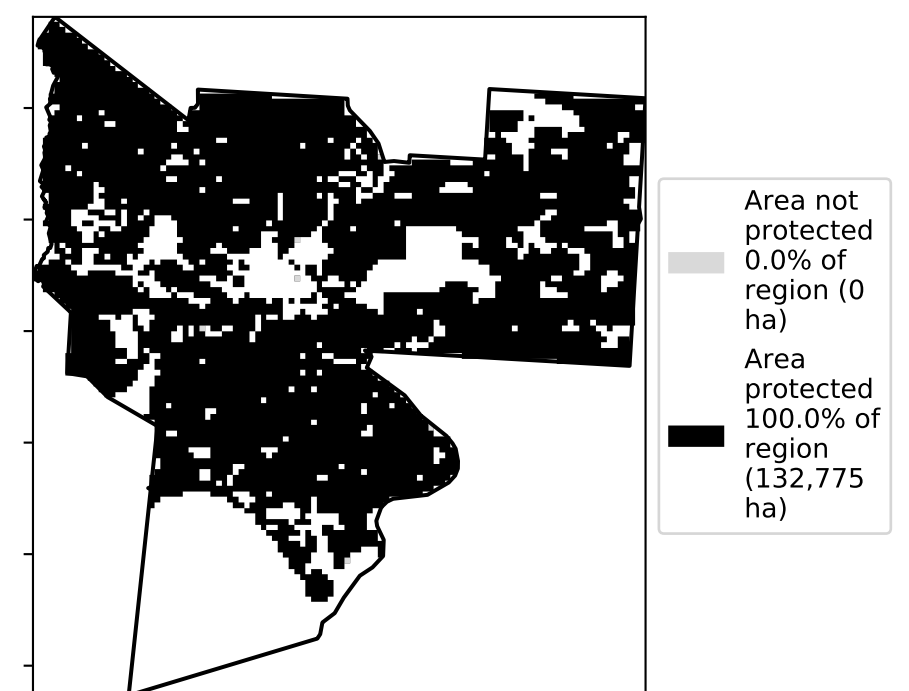 Area not
protected
0.0% of
region (0
ha)
Area
protected
100.0% of
region
(132,775
ha)